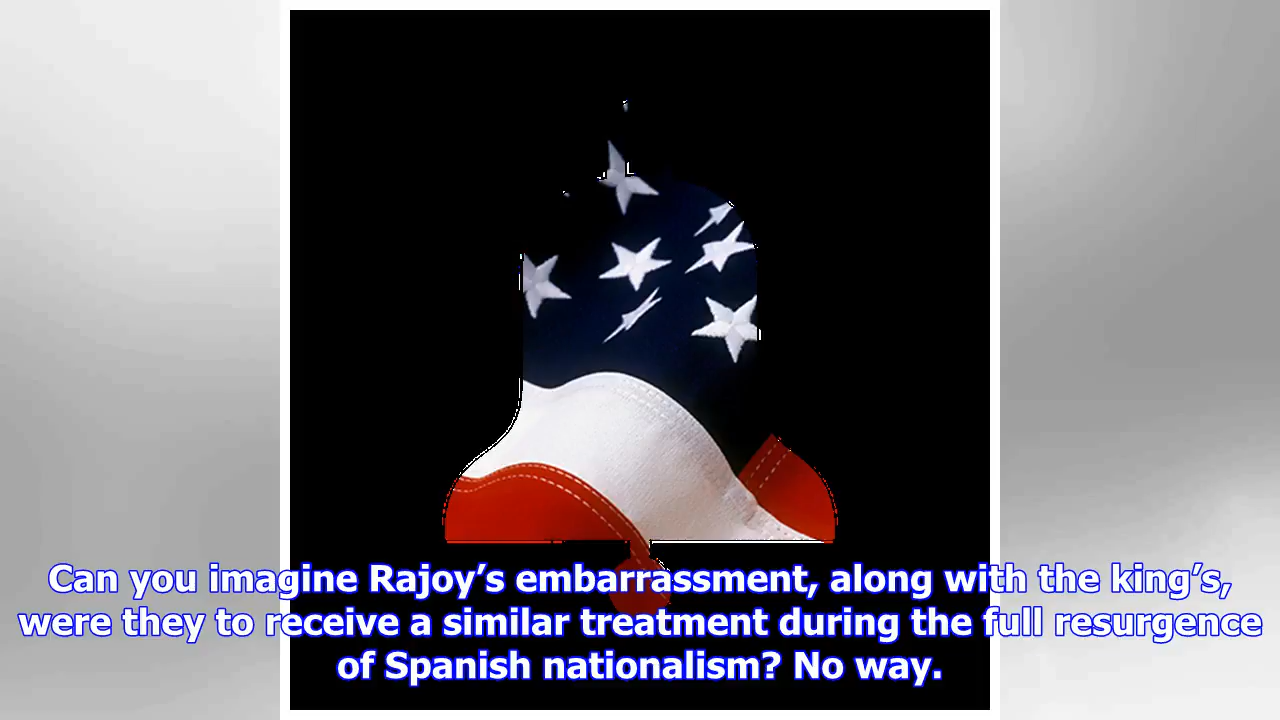 Can you imagine Rajoy’s embarrassment, along with the king’s,
were they to receive a similar treatment during the full resurgence
of Spanish nationalism? No way.